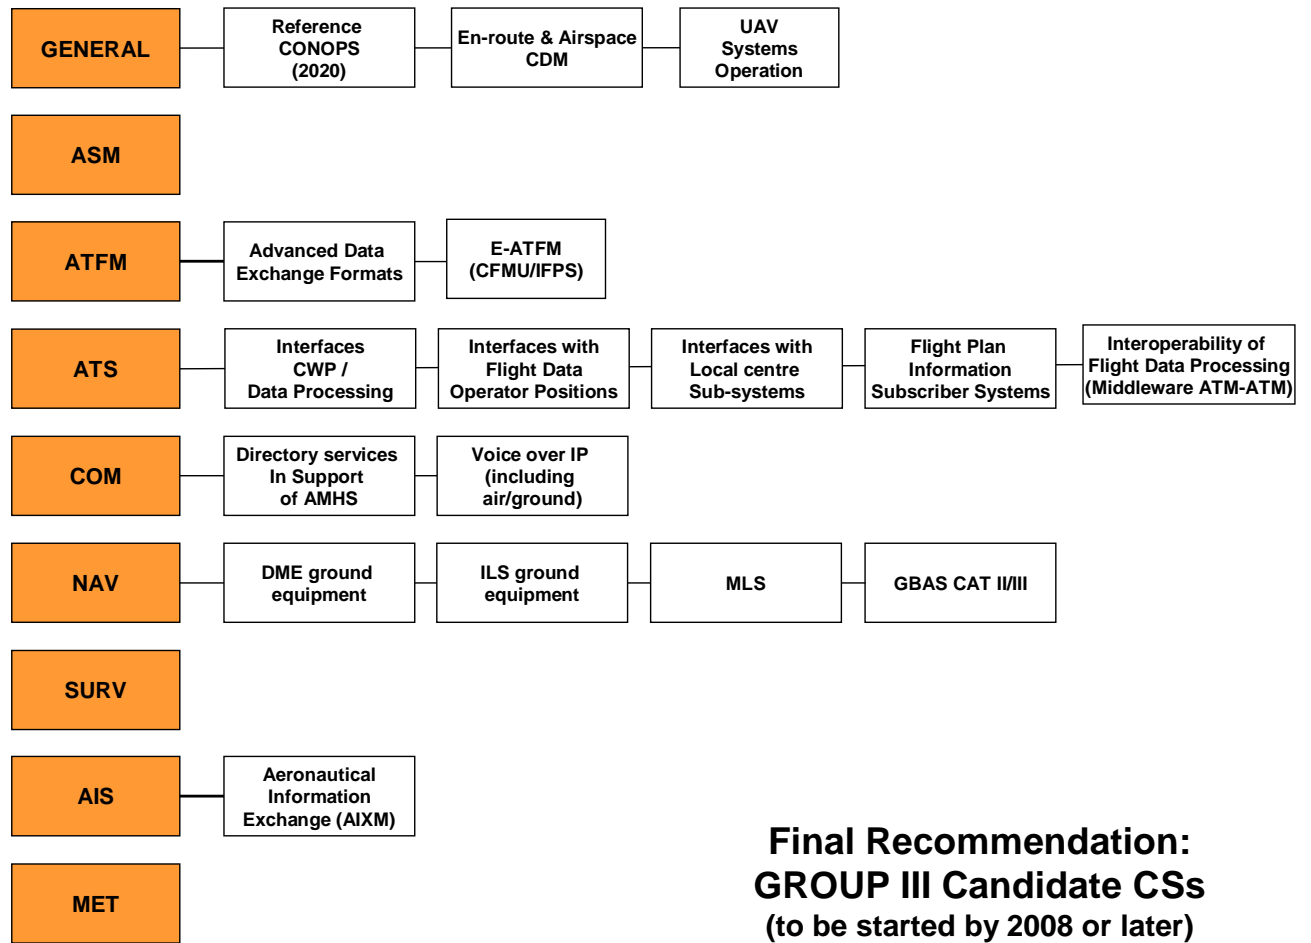 GENERAL
Reference
CONOPS
(2020)
En-route & Airspace
CDM
UAV
Systems
Operation
ASM
ATFM
Advanced Data
Exchange Formats
E-ATFM
(CFMU/IFPS)
ATS
Interfaces
CWP /
Data Processing
Interfaces with
Flight Data
Operator Positions
Interfaces with
Local centre
Sub-systems
Flight Plan
Information
Subscriber Systems
Interoperability of
Flight Data Processing
(Middleware ATM-ATM)
COM
Directory services
In Support
of AMHS
Voice over IP
(including
air/ground)
NAV
DME ground
equipment
ILS ground
equipment
MLS
GBAS CAT II/III
SURV
AIS
Aeronautical
Information
Exchange (AIXM)
MET
Final Recommendation:
GROUP III Candidate CSs
(to be started by 2008 or later)